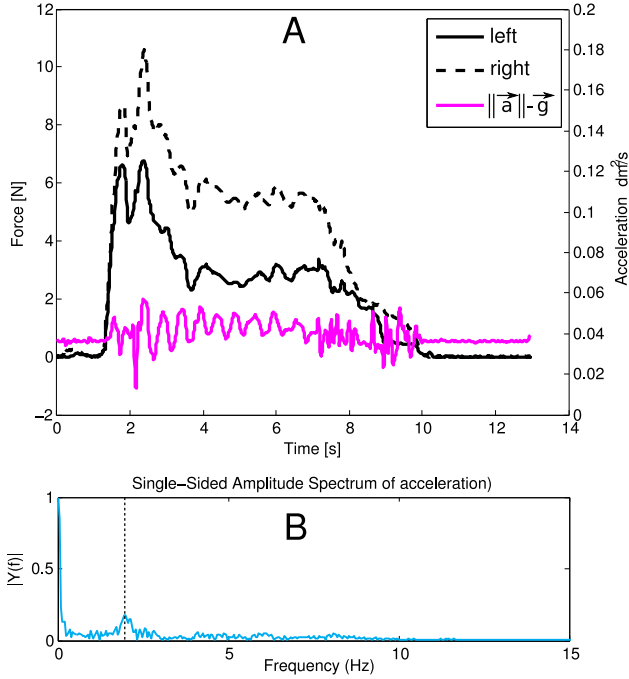 A
left
right
||a||-g
12
10
8
6
4
2
0
−2
Force [N]
0.2
0.18
0.16
0.14
0.12
0.1
0.08
0.06
0.04
0.02
0
Acceleration dm²/s
0 2 4 6 8 10 12 14
Time [s]
Single−Sided Amplitude Spectrum of acceleration)
B
1
0.5
0
|Y(f)|
0 5 10 15
Frequency (Hz)